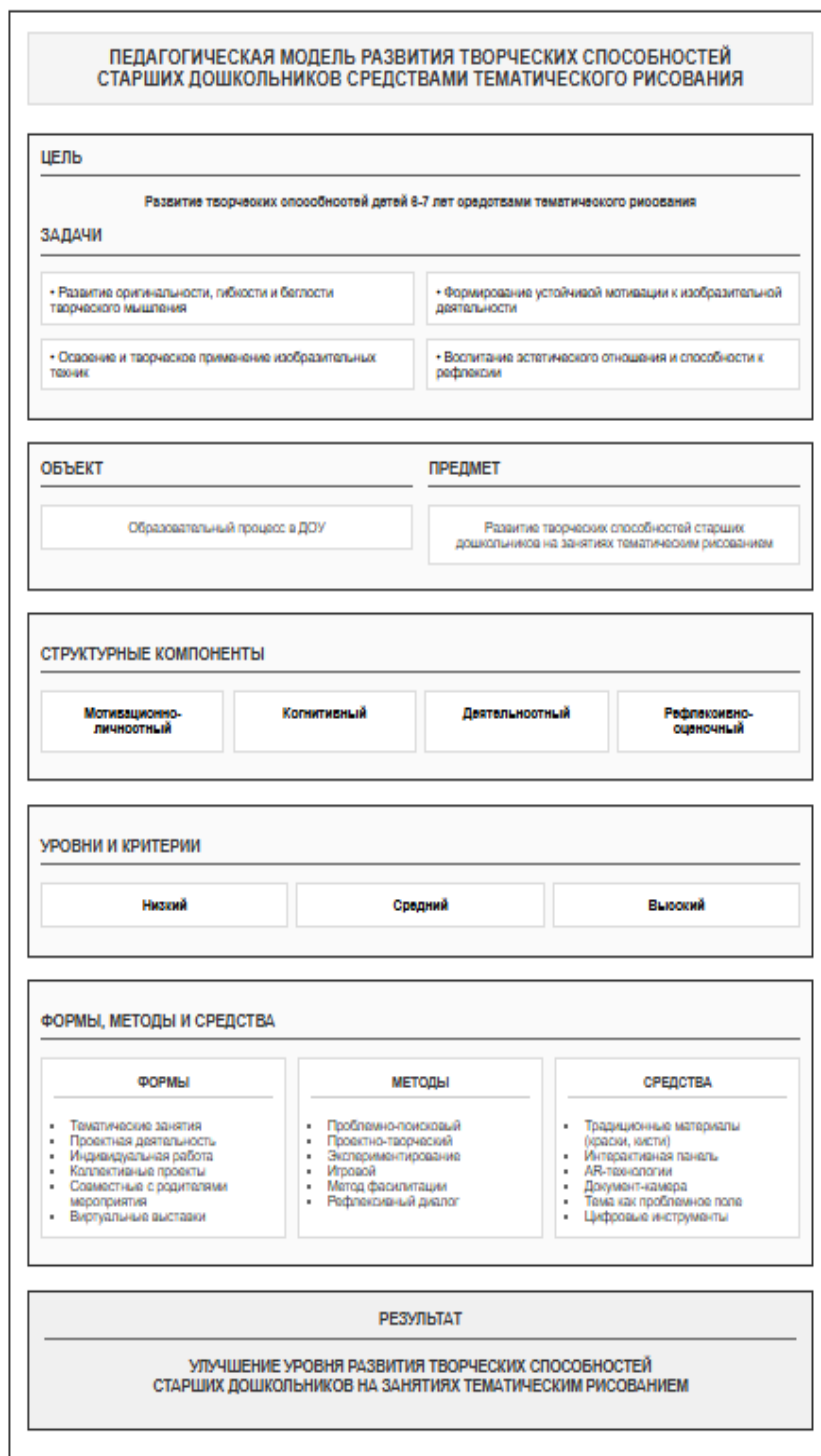 ПЕДАГОГИЧЕСКАЯ МОДЕЛЬ РАЗВИТИЯ ТВОРЧЕСКИХ СПОСОБНОСТЕЙ
СТАРШИХ ДОШКОЛЬНИКОВ СРЕДСТВАМИ ТЕМАТИЧЕСКОГО РИСОВАНИЯ
ЦЕЛЬ
Развитие творческих способностей детей 6-7 лет средствами тематического рисования
ЗАДАЧИ
• Развитие оригинальности, гибкости и беглости
творческого мышления
• Формирование устойчивой мотивации к изобразительной
деятельности
• Освоение и творческое применение изобразительных
техник
• Воспитание эстетического отношения и способности к
рефлексии
ОБЪЕКТ
Образовательный процесс в ДОУ
ПРЕДМЕТ
Развитие творческих способностей старших
дошкольников на занятиях тематическим рисованием
СТРУКТУРНЫЕ КОМПОНЕНТЫ
Мотивационно-
личностный
Когнитивный
Деятельностный
Рефлексивно-
оценочный
УРОВНИ И КРИТЕРИИ
Низкий
Средний
Высокий
ФОРМЫ, МЕТОДЫ И СРЕДСТВА
ФОРМЫ
• Тематические занятия
• Проектная деятельность
• Индивидуальная работа
• Коллективные проекты
• Совместные с родителями
мероприятия
• Виртуальные выставки
МЕТОДЫ
• Проблемно-поисковый
• Проектно-творческий
• Экспериментирование
• Игровой
• Метод фасилитации
• Рефлексивный диалог
СРЕДСТВА
• Традиционные материалы
(краски, кисти)
• Интерактивная панель
• AR-технологии
• Документ-камера
• Тема как проблемное поле
• Цифровые инструменты
РЕЗУЛЬТАТ
УЛУЧШЕНИЕ УРОВНЯ РАЗВИТИЯ ТВОРЧЕСКИХ СПОСОБНОСТЕЙ
СТАРШИХ ДОШКОЛЬНИКОВ НА ЗАНЯТИЯХ ТЕМАТИЧЕСКИМ РИСОВАНИЕМ